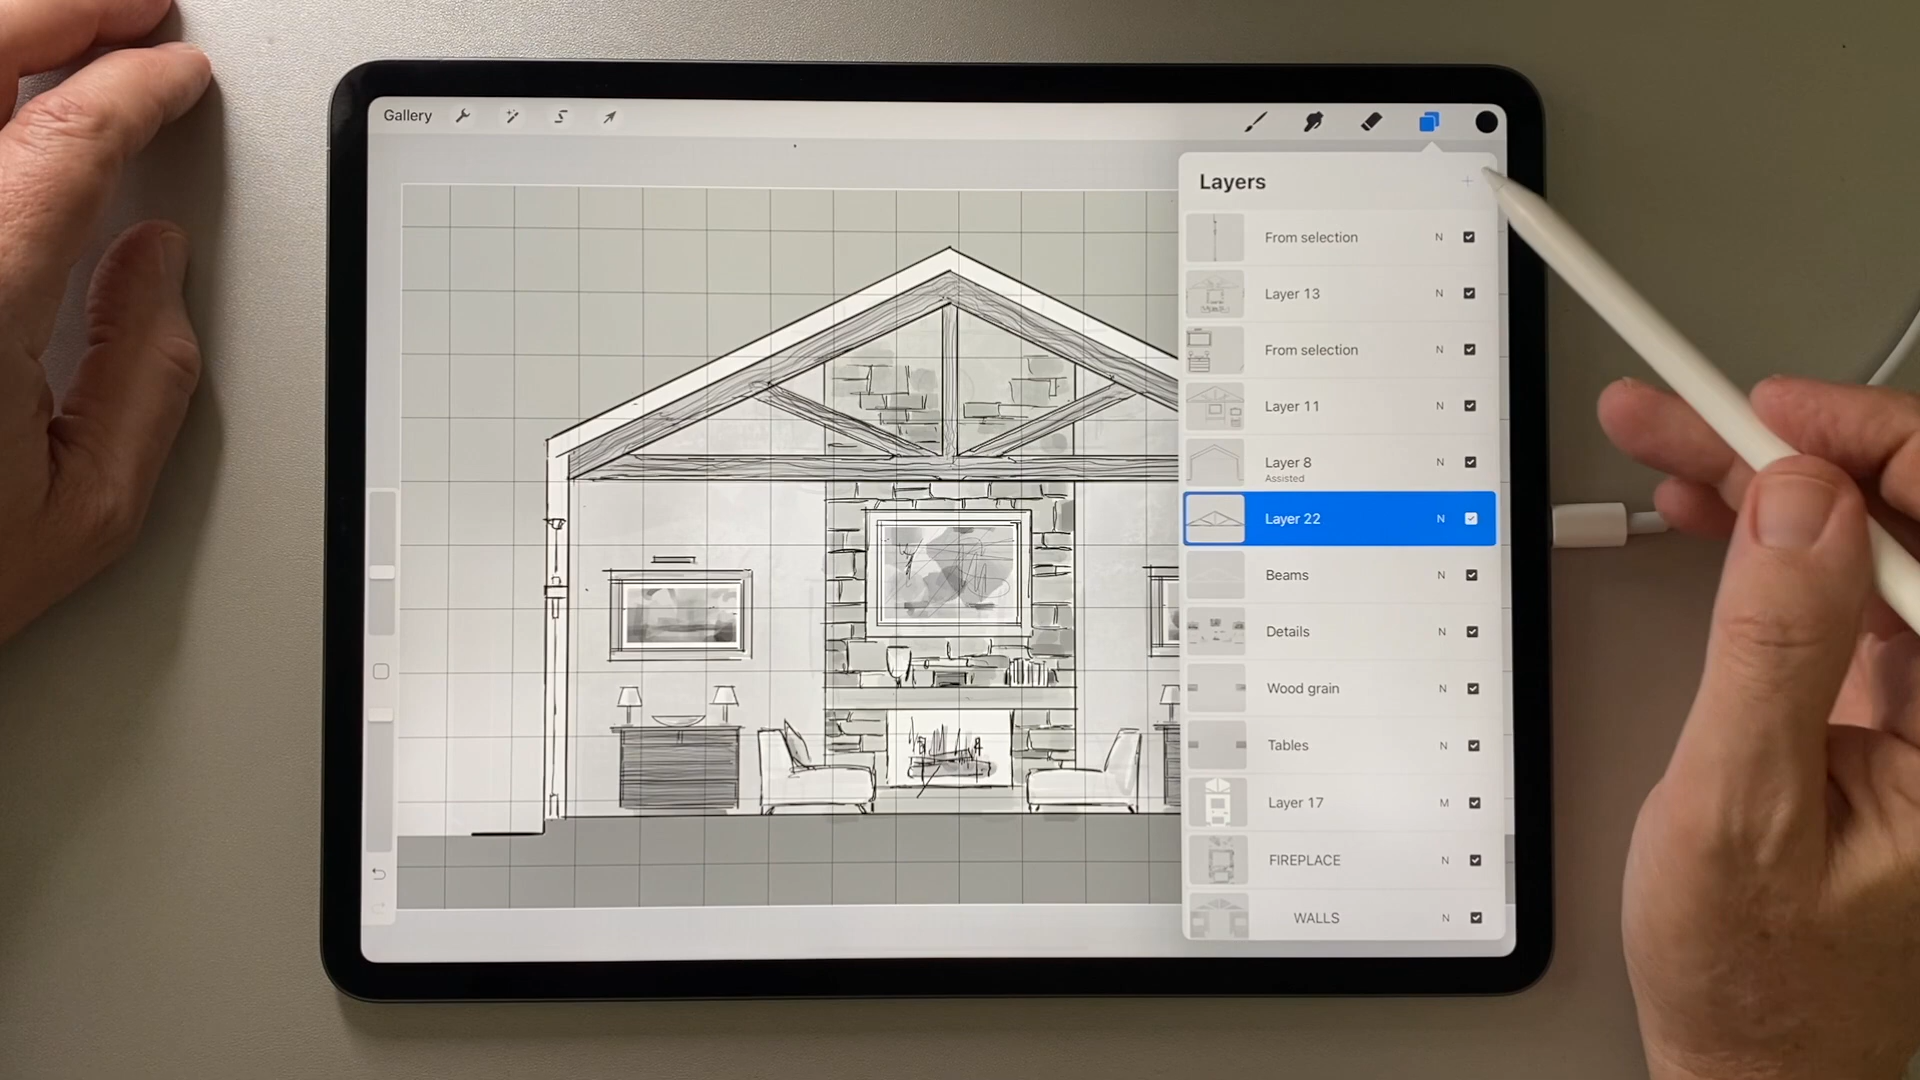 Gallery
Layers
From selection N
Layer 13 N
From selection N
Layer 11 N
Layer 8 N
Assisted
Layer 22 N
Beams N
Details N
Wood grain N
Tables N
Layer 17 M
FIREPLACE N
WALLS N